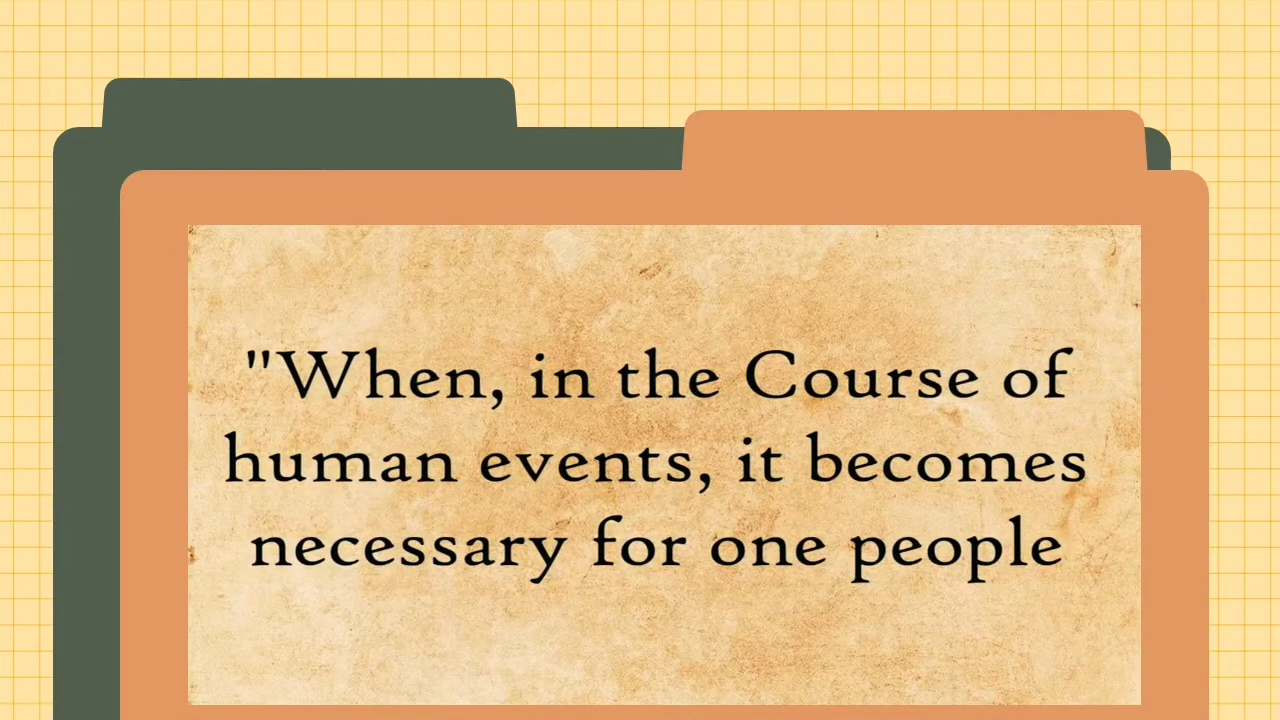 "When, in the Course of
human events, it becomes
necessary for one people